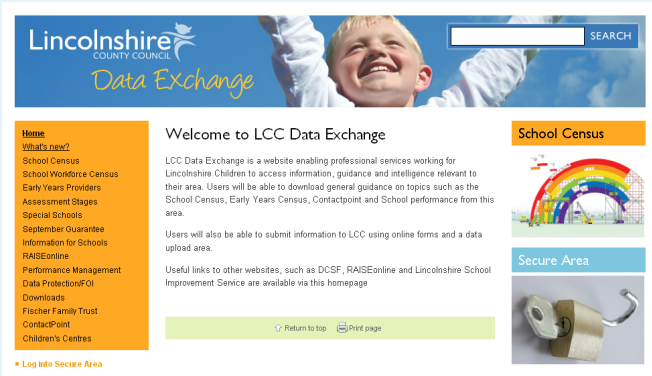 Lincolnshire
COUNTY COUNCIL
Data Exchange
SEARCH
Home
What's new?
School Census
School Workforce Census
Early Years Providers
Assessment Stages
Special Schools
September Guarantee
Information for Schools
RAISEonline
Performance Management
Data Protection/FOI
Downloads
Fischer Family Trust
ContactPoint
Children's Centres
Log into Secure Area
Welcome to LCC Data Exchange
LCC Data Exchange is a website enabling professional services working for
Lincolnshire Children to access information, guidance and intelligence relevant to
their area. Users will be able to download general guidance on topics such as the
School Census, Early Years Census, Contactpoint and School performance from this
area.
Users will also be able to submit information to LCC using online forms and a data
upload area.
Useful links to other websites, such as DCSF, RAISEonline and Lincolnshire School
Improvement Service are available via this homepage
Return to top Print page
School Census
Secure Area